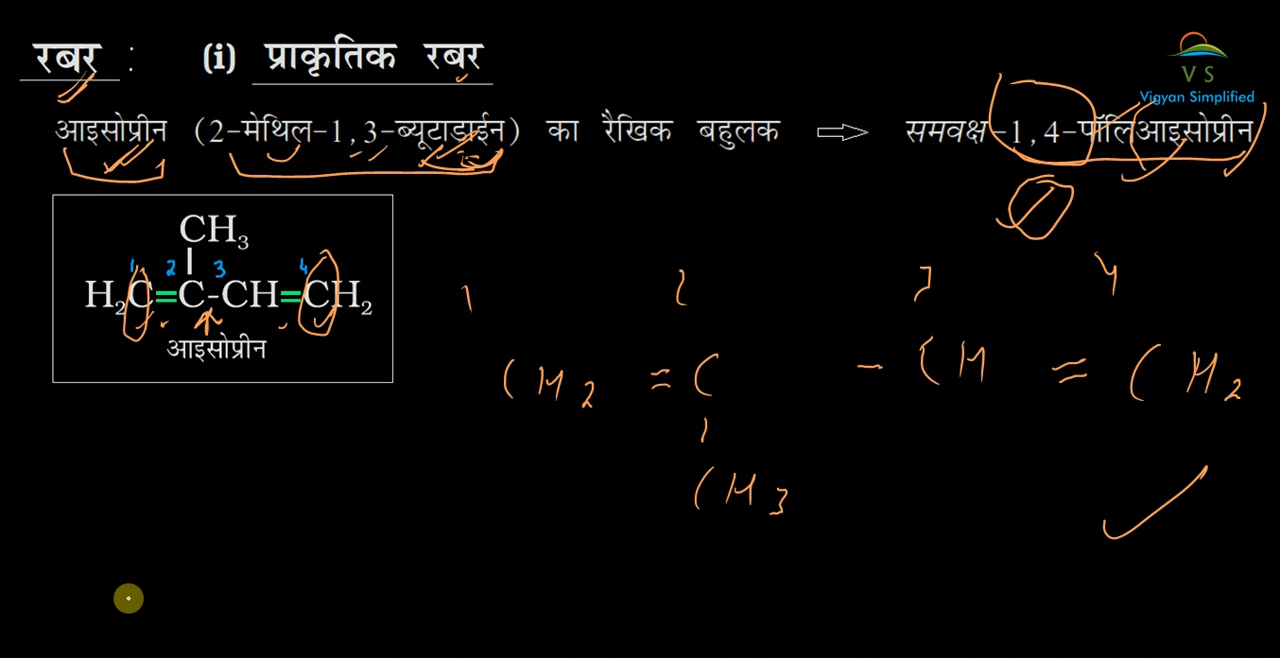 रबर : (i) प्राकृतिक रबर
V S
Vigyan Simplified
आइसोप्रीन (2-मेथिल-1,3-ब्यूटाडाईन) का रैखिक बहुलक ⇨ समवक्ष-1,4-पॉलिआइसोप्रीन
CH3
1 2 3 4
H2C=C-CH=CH2
आइसोप्रीन
1 2 3 4
CH2 = C - CH = CH2
CH3